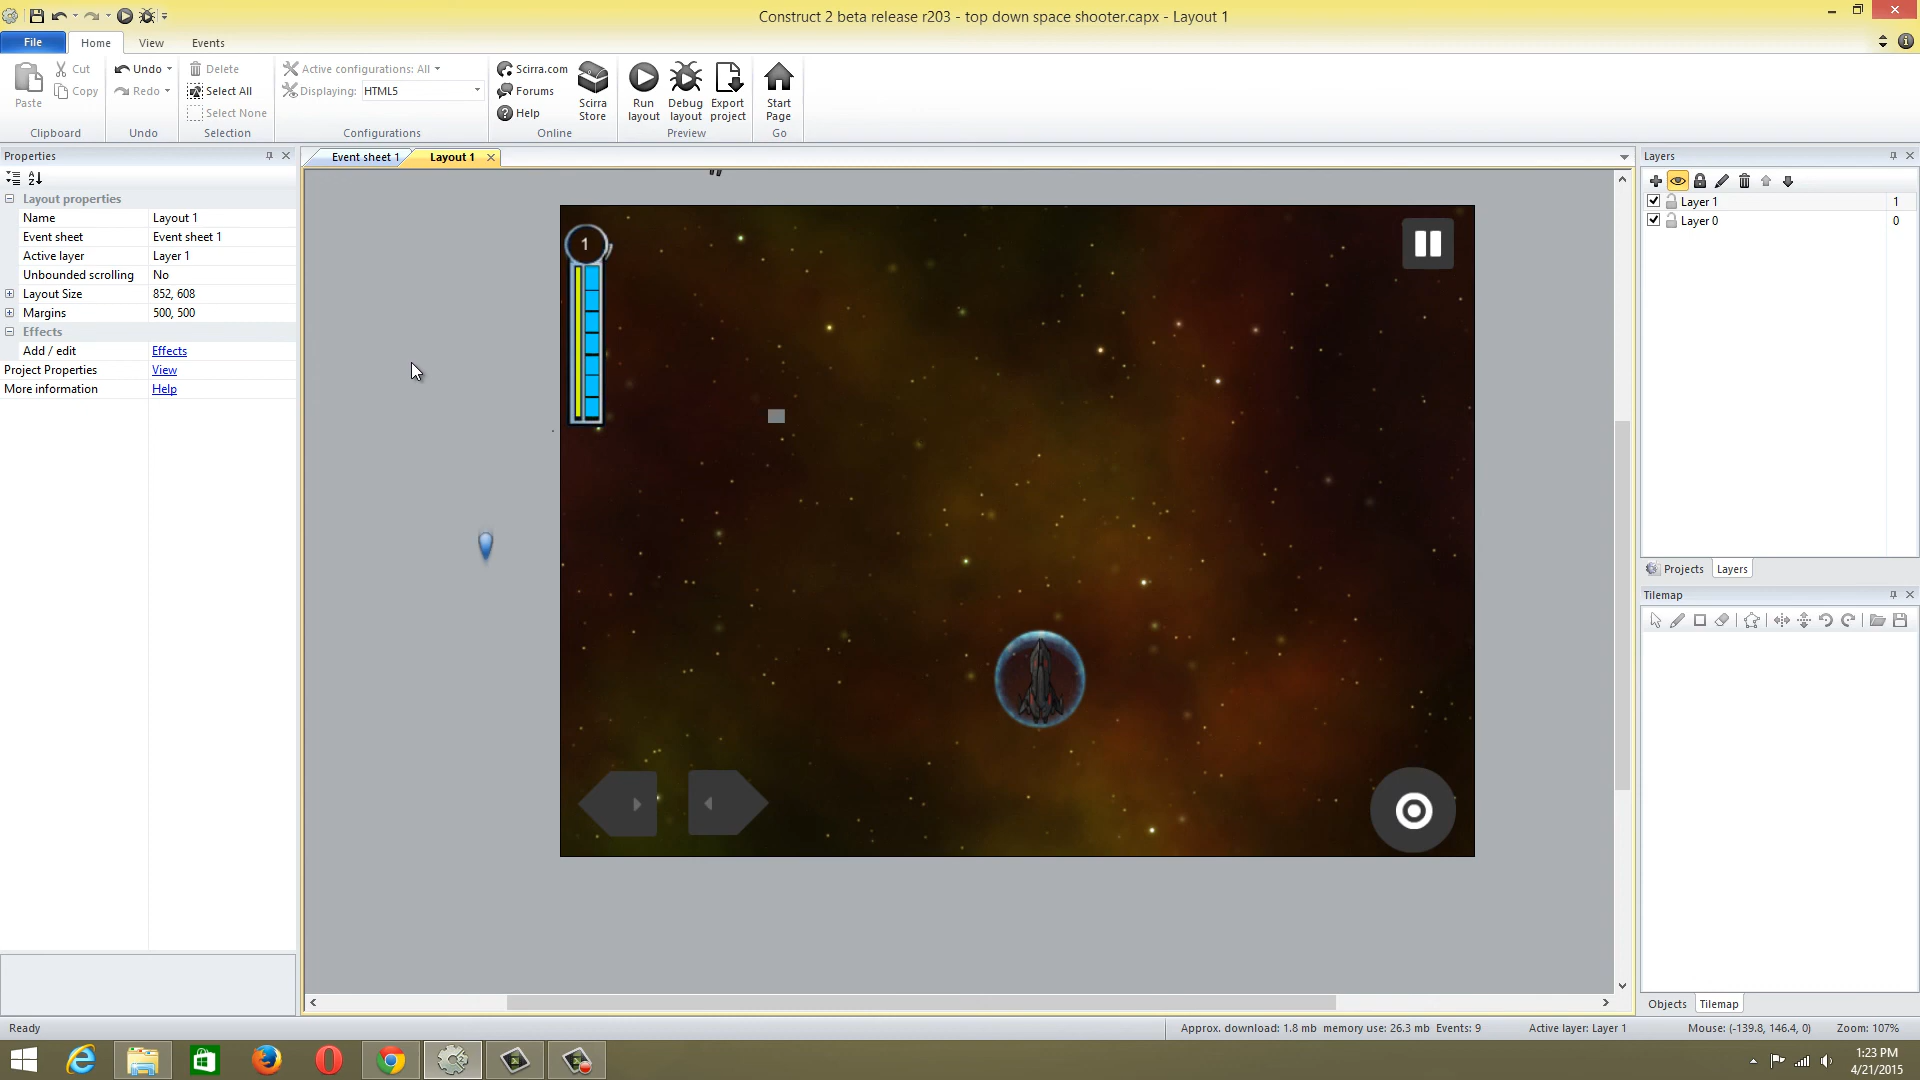 Construct 2 beta release r203 - top down space shooter.capx - Layout 1
File Home View Events
Paste Cut Copy Clipboard
Undo Redo Undo
Delete Select All Select None Selection
Active configurations: All
Displaying: HTML5
Configurations
Scirra.com Forums Help Scirra Store Online
Run layout Debug layout Export project Preview
Start Page Go
Properties
Event sheet 1 Layout 1
Layers
Layout properties
Name Layout 1
Event sheet Event sheet 1
Active layer Layer 1
Unbounded scrolling No
Layout Size 852, 608
Margins 500, 500
Effects
Add / edit Effects
Project Properties View
More information Help
1
Layer 1 1
Layer 0 0
Projects Layers
Tilemap
Objects Tilemap
Ready
Approx. download: 1.8 mb memory use: 26.3 mb Events: 9
Active layer: Layer 1
Mouse: (-139.8, 146.4, 0)
Zoom: 107%
1:23 PM
4/21/2015